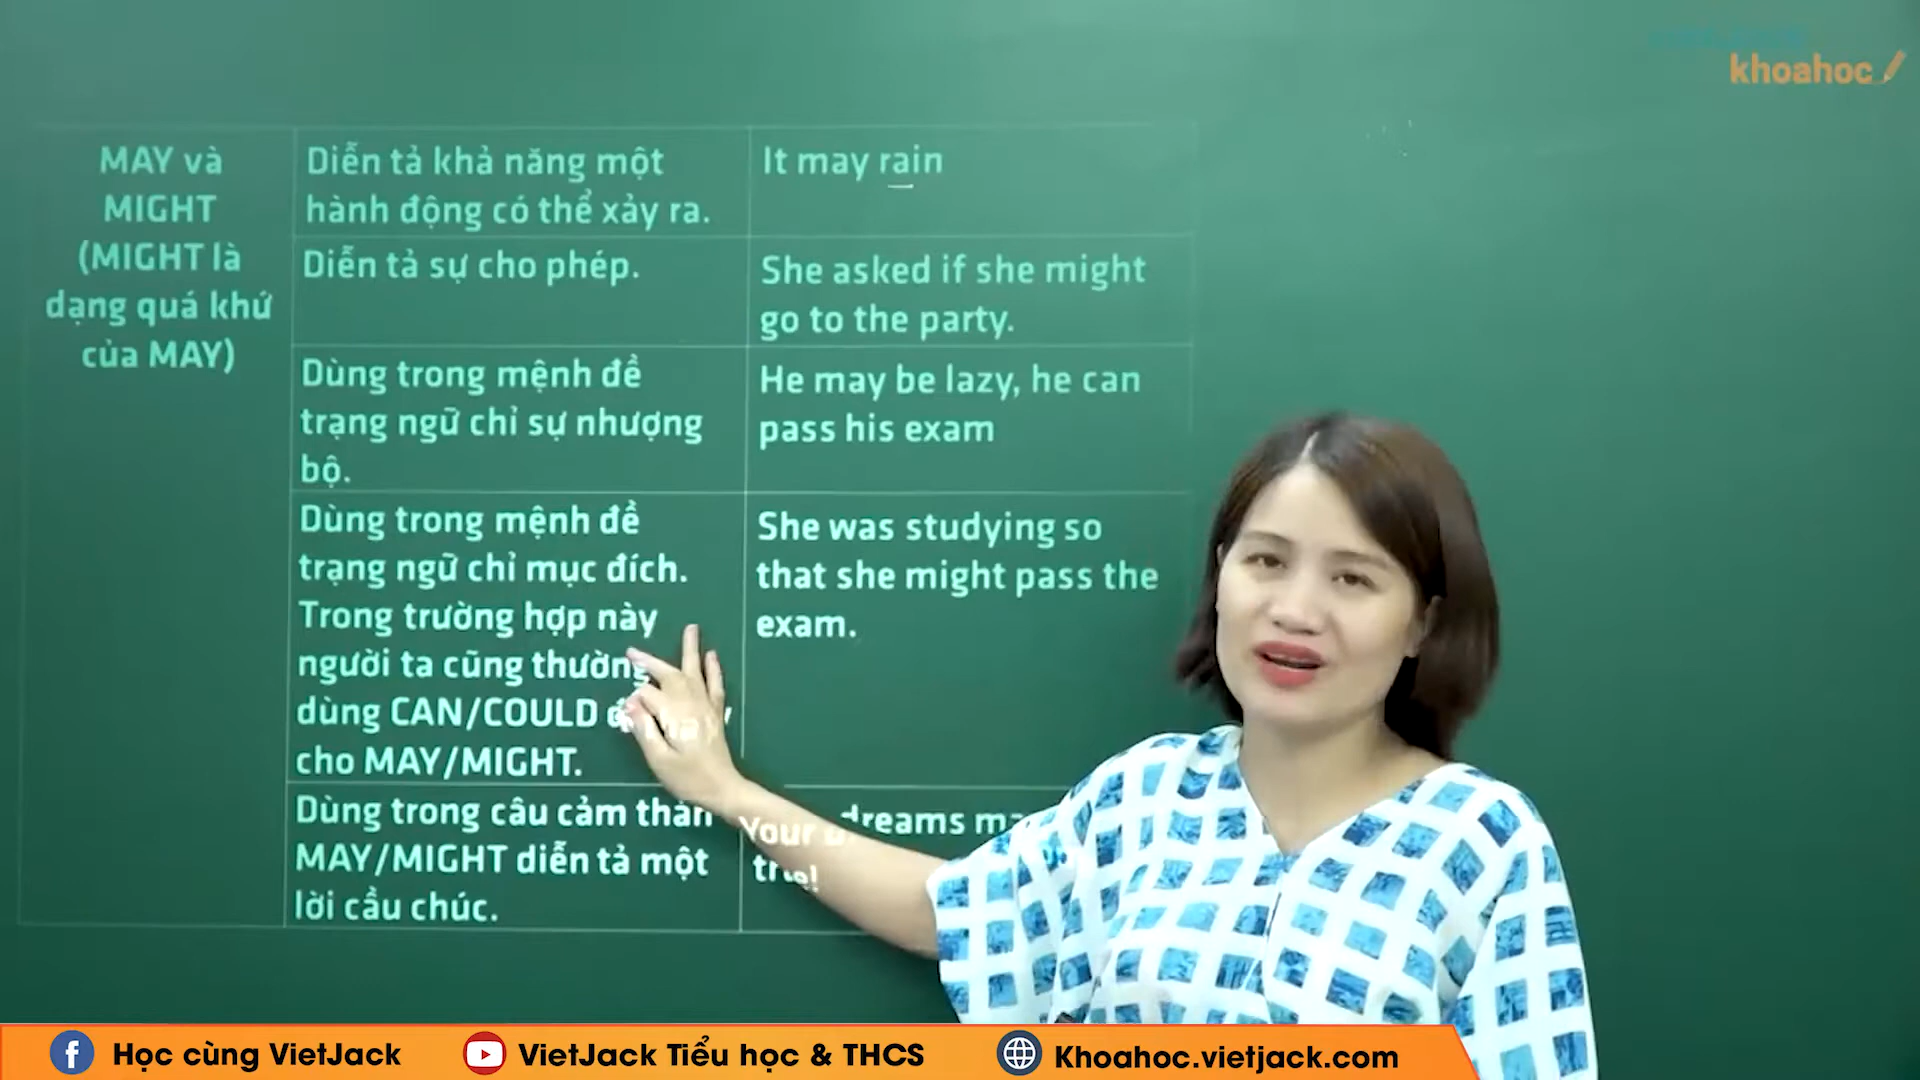 khoahoc
MAY và
MIGHT
(MIGHT là
dạng quá khứ
của MAY)
Diễn tả khả năng một
hành động có thể xảy ra.
It may rain
Diễn tả sự cho phép.
She asked if she might
go to the party.
Dùng trong mệnh đề
trạng ngữ chỉ sự nhượng
bộ.
He may be lazy, he can
pass his exam
Dùng trong mệnh đề
trạng ngữ chỉ mục đích.
Trong trường hợp này
người ta cũng thường
dùng CAN/COULD
cho MAY/MIGHT.
She was studying so
that she might pass the
exam.
Dùng trong câu cảm thán
MAY/MIGHT diễn tả một
lời cầu chúc.
Your dreams
Học cùng VietJack
VietJack Tiểu học & THCS
Khoahoc.vietjack.com